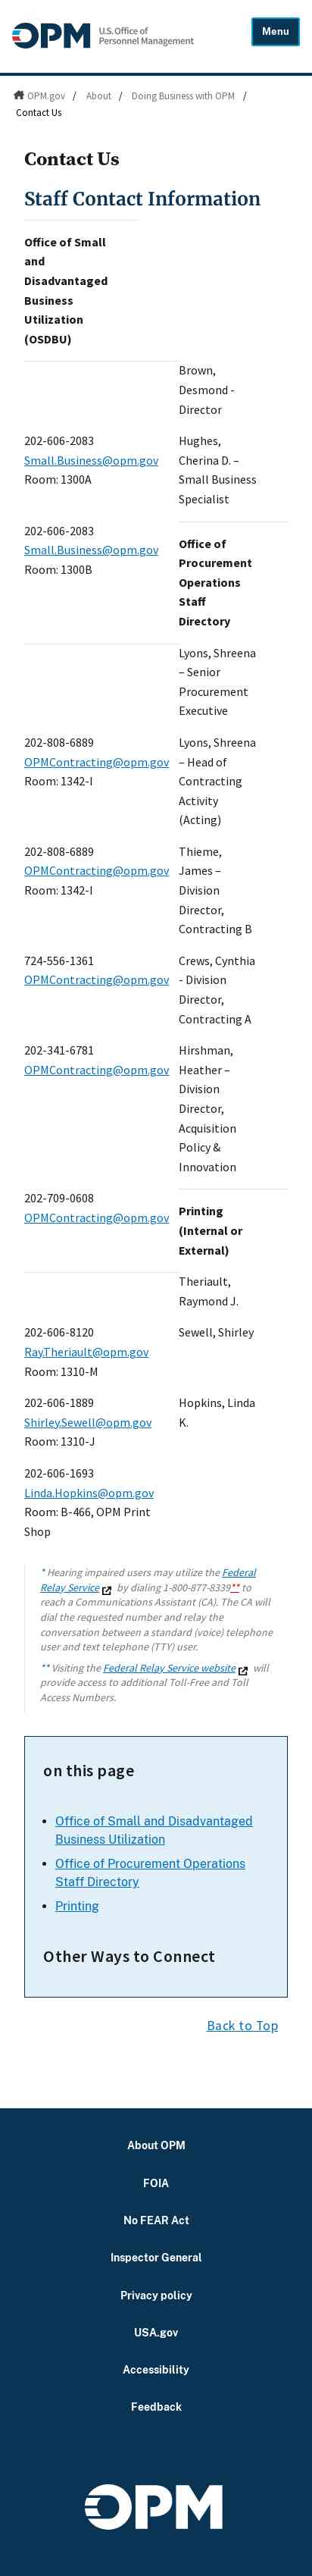 OPM U.S. Office of
Personnel Management
Menu
OPM.gov / About / Doing Business with OPM /
Contact Us
Contact Us
Staff Contact Information
Office of Small
and
Disadvantaged
Business
Utilization
(OSDBU)
Brown,
Desmond -
Director
202-606-2083
Small.Business@opm.gov
Room: 1300A
Hughes,
Cherina D. –
Small Business
Specialist
202-606-2083
Small.Business@opm.gov
Room: 1300B
Office of
Procurement
Operations
Staff
Directory
Lyons, Shreena
– Senior
Procurement
Executive
202-808-6889
OPMContracting@opm.gov
Room: 1342-I
Lyons, Shreena
– Head of
Contracting
Activity
(Acting)
202-808-6889
OPMContracting@opm.gov
Room: 1342-I
Thieme,
James –
Division
Director,
Contracting B
724-556-1361
OPMContracting@opm.gov
Crews, Cynthia
- Division
Director,
Contracting A
202-341-6781
OPMContracting@opm.gov
Hirshman,
Heather –
Division
Director,
Acquisition
Policy &
Innovation
202-709-0608
OPMContracting@opm.gov
Printing
(Internal or
External)
Theriault,
Raymond J.
202-606-8120
Ray.Theriault@opm.gov
Room: 1310-M
Sewell, Shirley
202-606-1889
Shirley.Sewell@opm.gov
Room: 1310-J
Hopkins, Linda
K.
202-606-1693
Linda.Hopkins@opm.gov
Room: B-466, OPM Print
Shop
* Hearing impaired users may utilize the Federal
Relay Service by dialing 1-800-877-8339** to
reach a Communications Assistant (CA). The CA will
dial the requested number and relay the
conversation between a standard (voice) telephone
user and text telephone (TTY) user.
** Visiting the Federal Relay Service website will
provide access to additional Toll-Free and Toll
Access Numbers.
on this page
Office of Small and Disadvantaged
Business Utilization
Office of Procurement Operations
Staff Directory
Printing
Other Ways to Connect
Back to Top
About OPM
FOIA
No FEAR Act
Inspector General
Privacy policy
USA.gov
Accessibility
Feedback
OPM